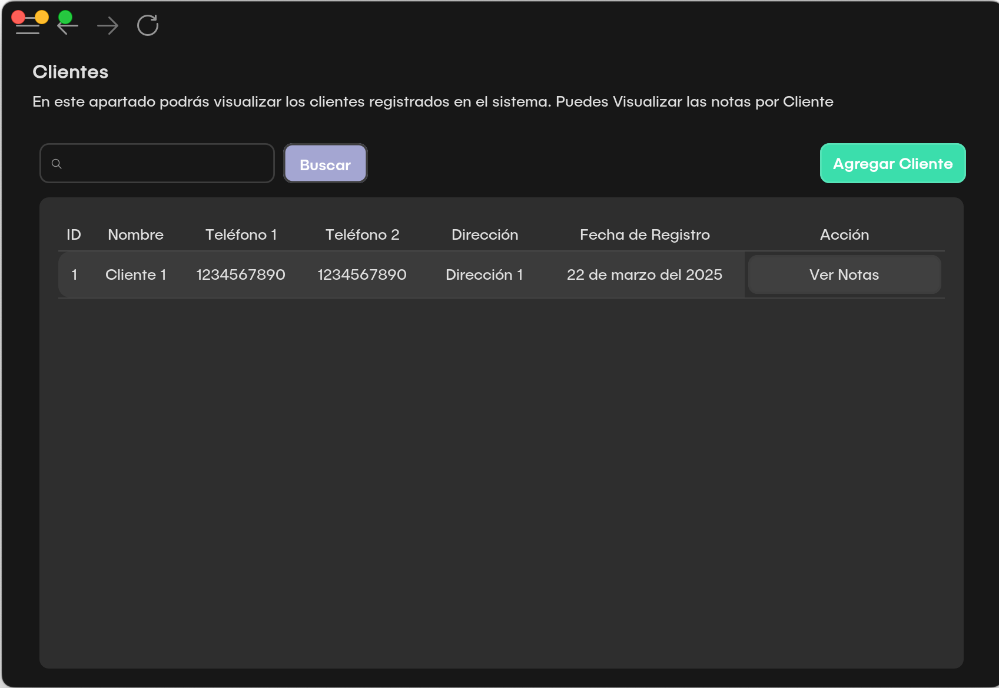 Clientes
En este apartado podrás visualizar los clientes registrados en el sistema. Puedes Visualizar las notas por Cliente
Buscar
Agregar Cliente
ID Nombre Teléfono 1 Teléfono 2 Dirección Fecha de Registro Acción
1 Cliente 1 1234567890 1234567890 Dirección 1 22 de marzo del 2025 Ver Notas